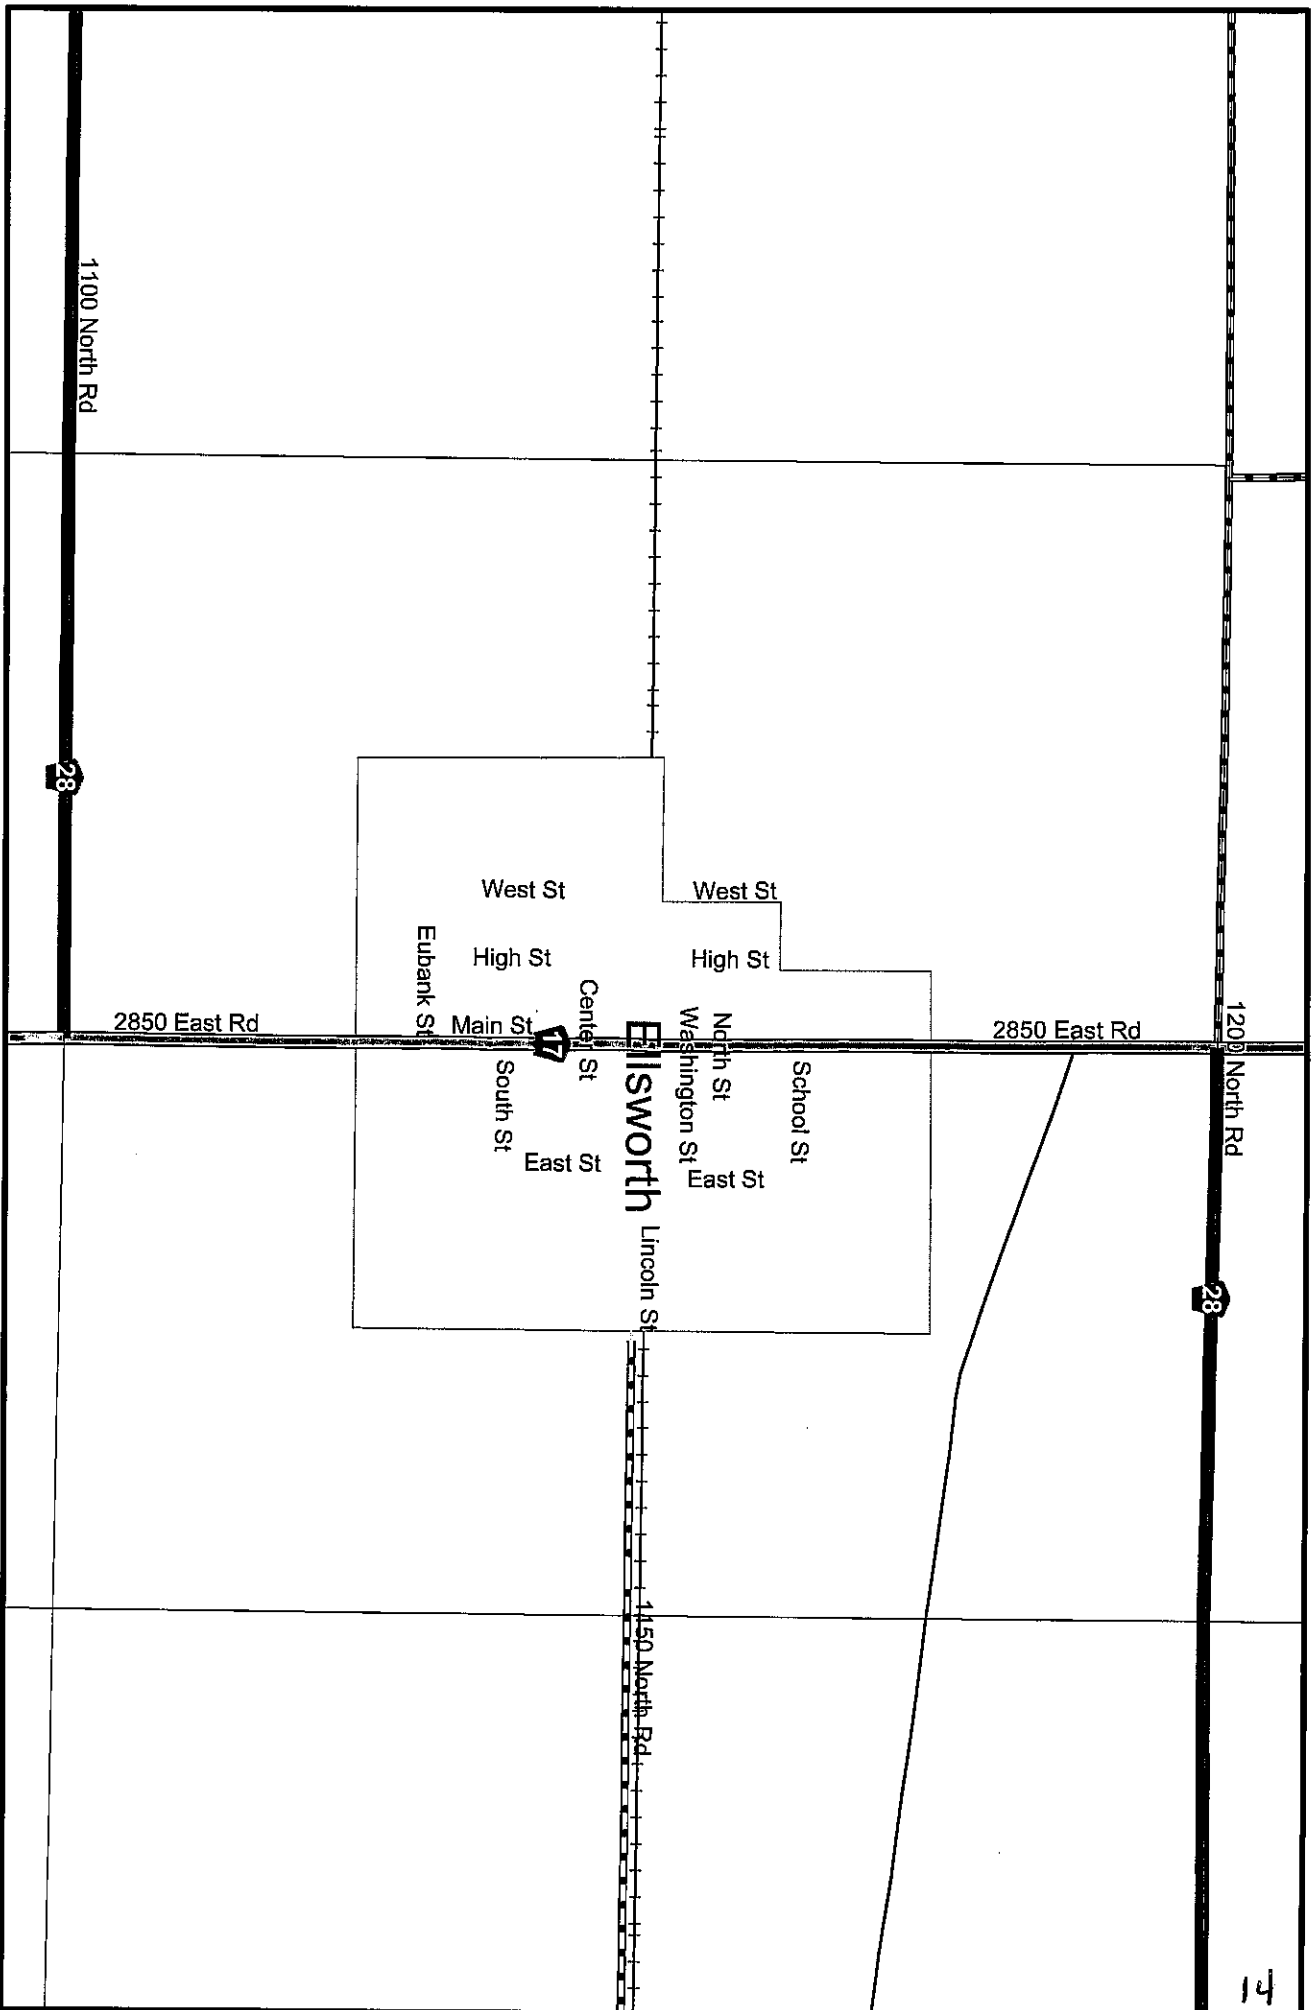 1100 North Rd
28
West St
West St
Eubank St
High St
High St
Center St
2850 East Rd
Main St
17
Ellsworth
Washington St
North St
2850 East Rd
1200 North Rd
South St
School St
East St
East St
Lincoln St
28
1150 North Rd
14